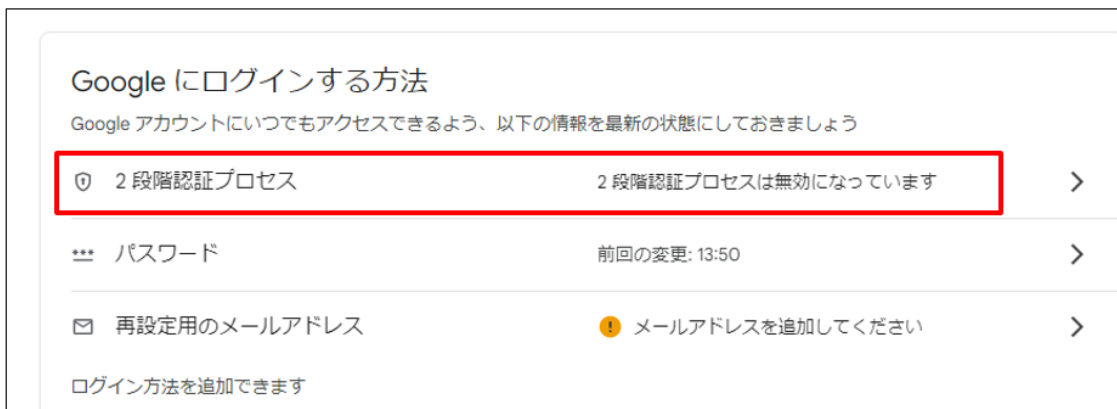 Google にログインする方法
Google アカウントにいつでもアクセスできるよう、以下の情報を最新の状態にしておきましょう
2 段階認証プロセス 2 段階認証プロセスは無効になっています
パスワード 前回の変更: 13:50
再設定用のメールアドレス メールアドレスを追加してください
ログイン方法を追加できます